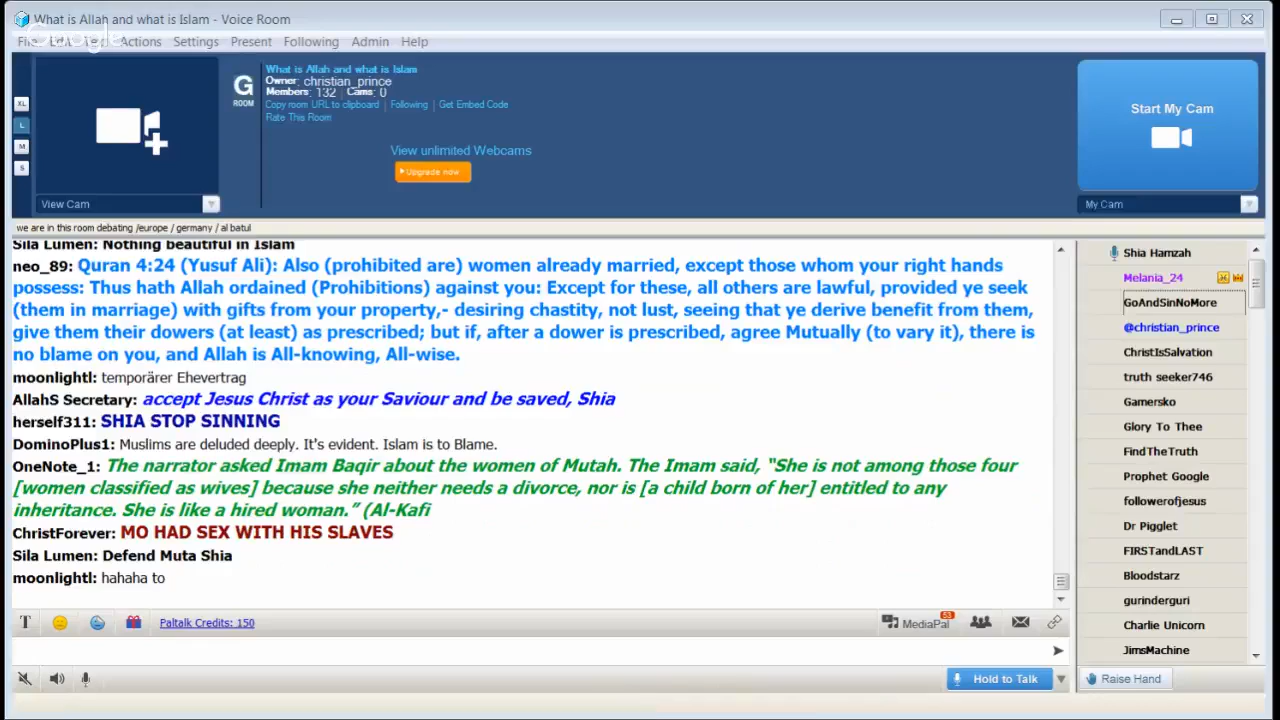 What is Allah and what is Islam - Voice Room
Google
Actions Settings Present Following Admin Help
XL
L
M
S
G
ROOM
What is Allah and what is Islam
Owner: christian_prince
Members: 132 Cams: 0
Copy room URL to clipboard | Following | Get Embed Code
Rate This Room
View unlimited Webcams
Upgrade now
Start My Cam
View Cam
My Cam
we are in this room debating /europe / germany / al batul
Sila Lumen: Nothing beautiful in Islam
neo_89: Quran 4:24 (Yusuf Ali): Also (prohibited are) women already married, except those whom your right hands
possess: Thus hath Allah ordained (Prohibitions) against you: Except for these, all others are lawful, provided ye seek
(them in marriage) with gifts from your property,- desiring chastity, not lust, seeing that ye derive benefit from them,
give them their dowers (at least) as prescribed; but if, after a dower is prescribed, agree Mutually (to vary it), there is
no blame on you, and Allah is All-knowing, All-wise.
moonlightl: temporärer Ehevertrag
AllahS Secretary: accept Jesus Christ as your Saviour and be saved, Shia
herself311: SHIA STOP SINNING
DominoPlus1: Muslims are deluded deeply. It's evident. Islam is to Blame.
OneNote_1: The narrator asked Imam Baqir about the women of Mutah. The Imam said, “She is not among those four
[women classified as wives] because she neither needs a divorce, nor is [a child born of her] entitled to any
inheritance. She is like a hired woman.” (Al-Kafi
ChristForever: MO HAD SEX WITH HIS SLAVES
Sila Lumen: Defend Muta Shia
moonlightl: hahaha to
Shia Hamzah
Melania_24
GoAndSinNoMore
@christian_prince
ChristIsSalvation
truth seeker746
Gamersko
Glory To Thee
FindTheTruth
Prophet Google
followerofjesus
Dr Pigglet
FIRSTandLAST
Bloodstarz
gurinderguri
Charlie Unicorn
JimsMachine
T
Paltalk Credits: 150
MediaPal
53
Hold to Talk
Raise Hand